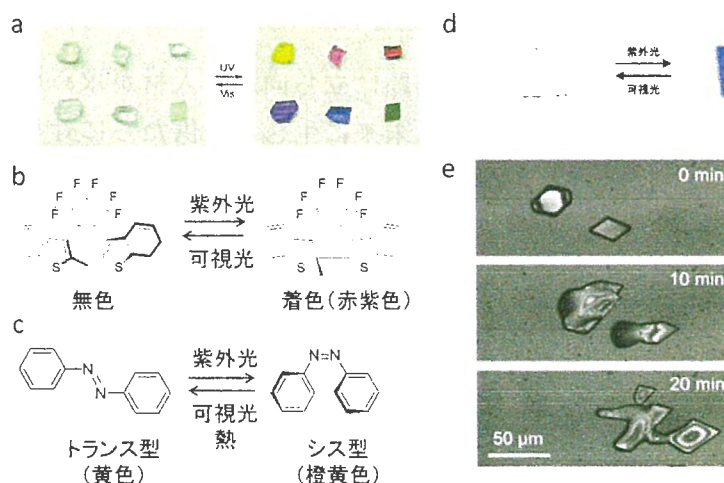 a
UV
Vis
b
F F
F F
F F
紫外光
可視光
S S
無色
F F
F F
F F
S S
着色(赤紫色)
c
N
N
トランス型
(黄色)
紫外光
可視光
熱
N=N
シス型
(橙黄色)
d
紫外光
可視光
e
0 min
10 min
20 min
50 µm